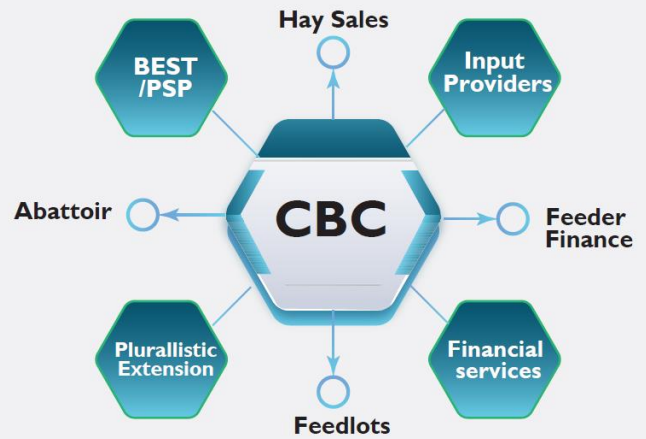 Hay Sales
BEST
/PSP
Input
Providers
CBC
Abattoir
Feeder
Finance
Plurallistic
Extension
Financial
services
Feedlots